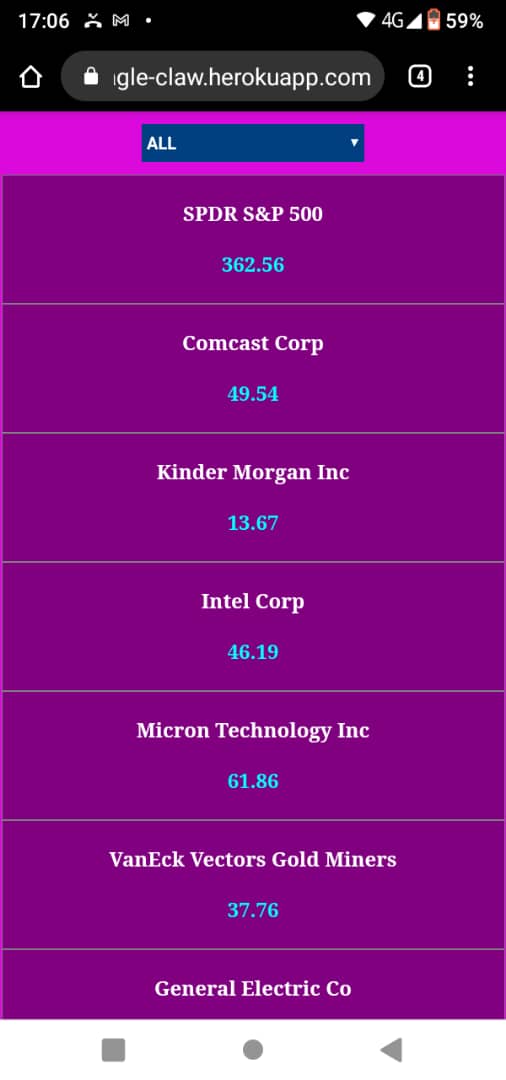 17:06
4G 59%
gle-claw.herokuapp.com
4
ALL
SPDR S&P 500
362.56
Comcast Corp
49.54
Kinder Morgan Inc
13.67
Intel Corp
46.19
Micron Technology Inc
61.86
VanEck Vectors Gold Miners
37.76
General Electric Co